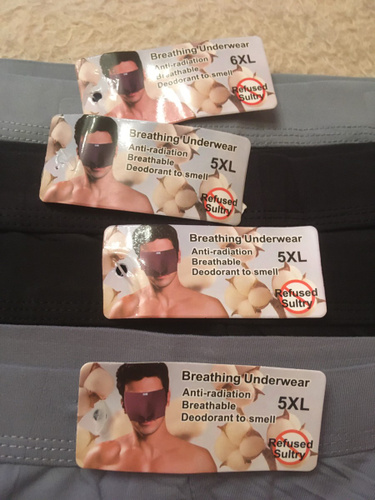 Breathing Underwear
Anti-radiation
Breathable
Deodorant to smell
6XL
Refused
Sultry
Breathing Underwear
Anti-radiation
Breathable
Deodorant to smell
5XL
Refused
Sultry
Breathing Underwear
Anti-radiation
Breathable
Deodorant to smell
5XL
Refused
Sultry
Breathing Underwear
Anti-radiation
Breathable
Deodorant to smell
5XL
Refused
Sultry